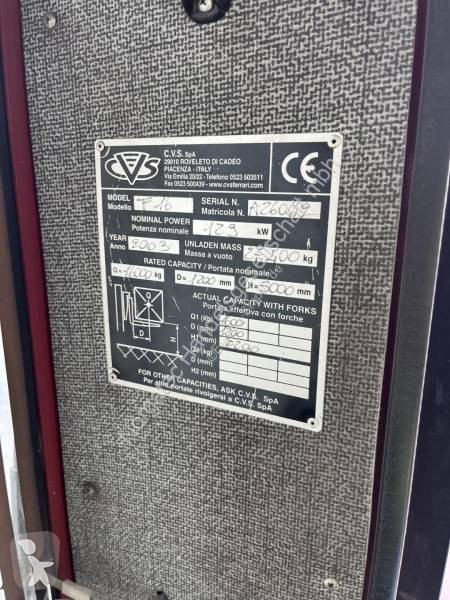 CVS
C.V.S. SpA
29010 ROVELETO DI CADEO
PIACENZA - ITALY
Via Emilia 20/22 - Telefono 0523 503511
Fax 0523 500439 - www.cvsferrari.com
CE
MODEL
Modello F16
SERIAL N.
Matricola N.
NOMINAL POWER
Potenza nominale 129 kW
YEAR
Anno 2003
UNLADEN MASS
Massa a vuoto kg
RATED CAPACITY / Portata nominale
Q = 16000 kg D = 1200 mm H = 5000 mm
ACTUAL CAPACITY WITH FORKS
Portata effettiva con forche
Q1 (kg)
D (mm)
H1 (mm)
Q2 (kg)
D (mm)
H2 (mm)
D
H
FOR OTHER CAPACITIES, ASK C.V.S. SpA
Per altre portate rivolgersi a C.V.S. SpA